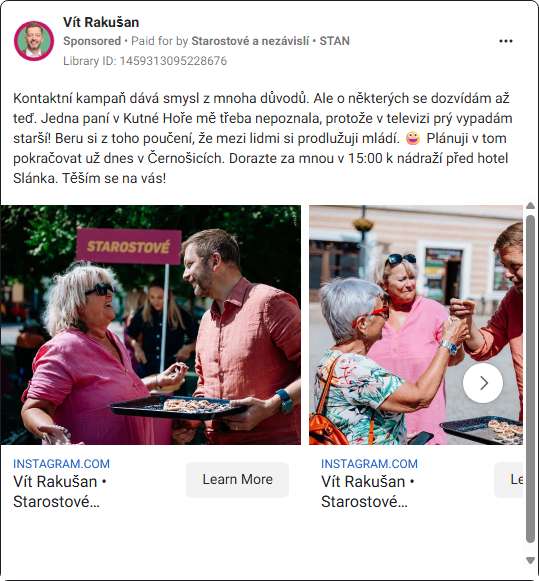 Vít Rakušan
Sponsored • Paid for by Starostové a nezávislí • STAN
Library ID: 1459313095228676
Kontaktní kampaň dává smysl z mnoha důvodů. Ale o některých se dozvídám až
teď. Jedna paní v Kutné Hoře mě třeba nepoznala, protože v televizi prý vypadám
starší! Beru si z toho poučení, že mezi lidmi si prodlužuji mládí. 🤪 Plánuji v tom
pokračovat už dnes v Černošicích. Dorazte za mnou v 15:00 k nádraží před hotel
Slánka. Těším se na vás!
STAROSTOVÉ
INSTAGRAM.COM
Vít Rakušan •
Starostové...
Learn More
INSTAGRAM.COM
Vít Rakušan •
Starostové...
Le